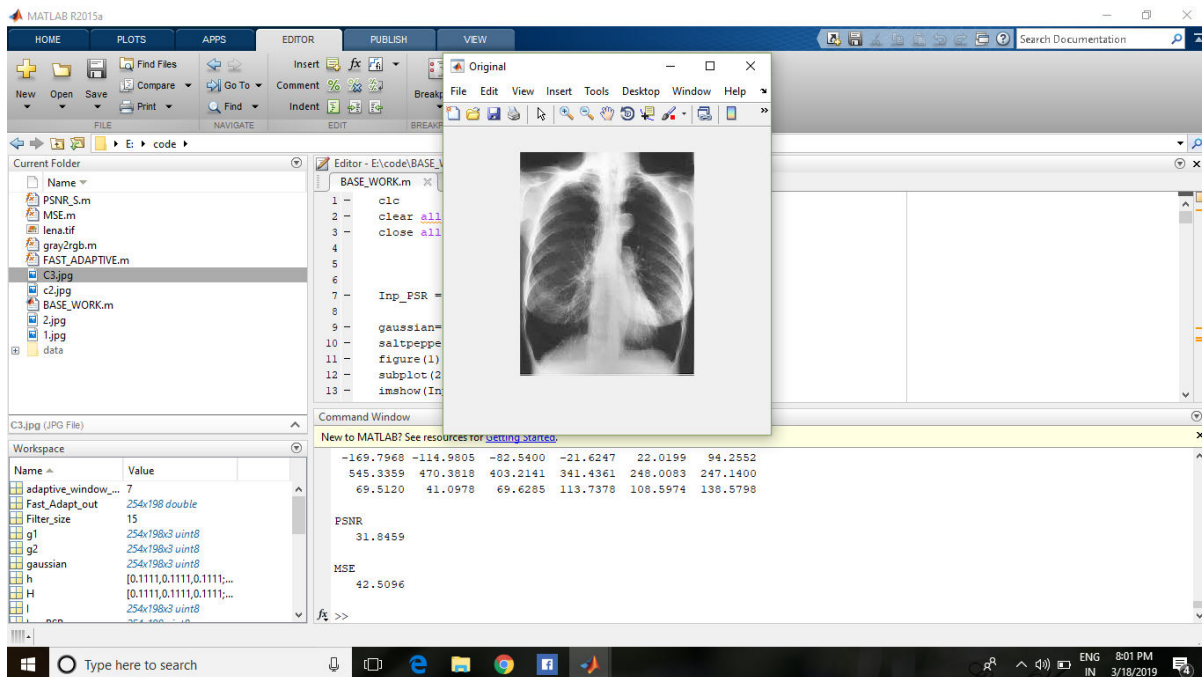 MATLAB R2015a
HOME PLOTS APPS EDITOR PUBLISH VIEW
Search Documentation
New Open Save
Find Files
Compare
Print
Go To
Find
Insert fx
Comment
Indent
FILE NAVIGATE EDIT
E: code
Current Folder
Name
PSNR_S.m
MSE.m
lena.tif
gray2rgb.m
FAST_ADAPTIVE.m
C3.jpg
c2.jpg
BASE_WORK.m
2.jpg
1.jpg
data
C3.jpg (JPG File)
Workspace
Name Value
adaptive_window_... 7
Fast_Adapt_out 254x198 double
Filter_size 15
g1 254x198x3 uint8
g2 254x198x3 uint8
gaussian 254x198x3 uint8
h [0.1111,0.1111,0.1111;...
H [0.1111,0.1111,0.1111;...
I 254x198x3 uint8
Editor - E:\code\BASE_
BASE_WORK.m
1 clc
2 clear all
3 close all
4
5
6
7 Inp_PSR =
8
9 gaussian=
10 saltpeppe
11 figure(1)
12 subplot(2
13 imshow(In
Original
File Edit View Insert Tools Desktop Window Help
Command Window
New to MATLAB? See resources for Getting Started.
-169.7968 -114.9805 -82.5400 -21.6247 22.0199 94.2552
545.3359 470.3818 403.2141 341.4361 248.0083 247.1400
69.5120 41.0978 69.6285 113.7378 108.5974 138.5798
PSNR
31.8459
MSE
42.5096
fx >>
Type here to search
ENG 8:01 PM
IN 3/18/2019
4